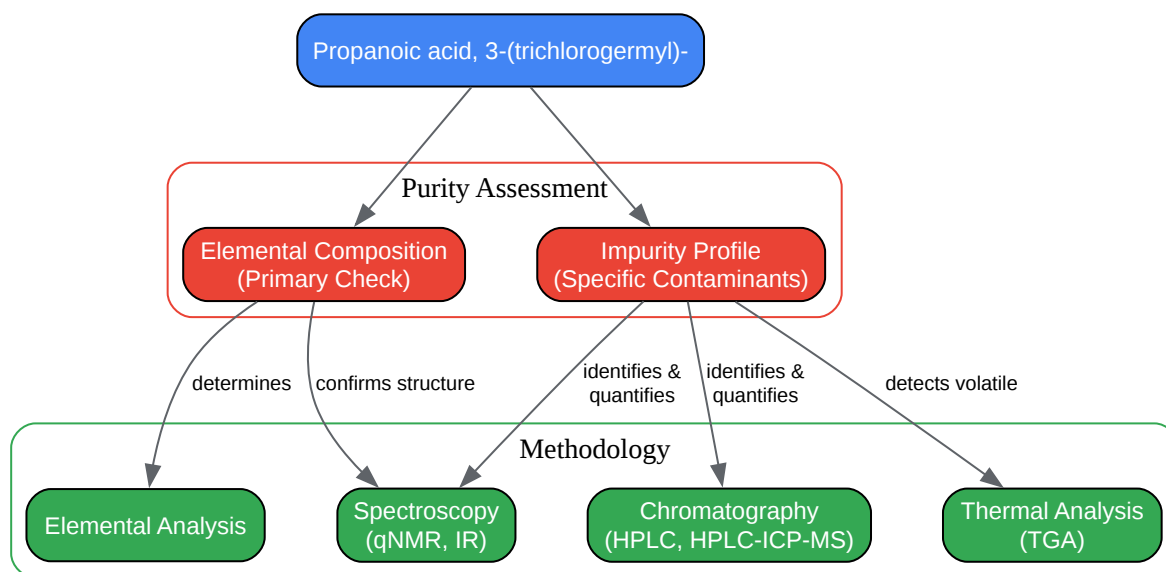 Propanoic acid, 3-(trichlorogermyl)-
Purity Assessment
Elemental Composition
(Primary Check)
Impurity Profile
(Specific Contaminants)
determines
confirms structure
identifies &
quantifies
identifies &
quantifies
detects volatile
Methodology
Elemental Analysis
Spectroscopy
(qNMR, IR)
Chromatography
(HPLC, HPLC-ICP-MS)
Thermal Analysis
(TGA)